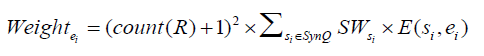 Weight_{e_i} = (count(R) + 1)^2 × ∑_{s_i ∈ SynQ} SW_{s_i} × E(s_i, e_i)